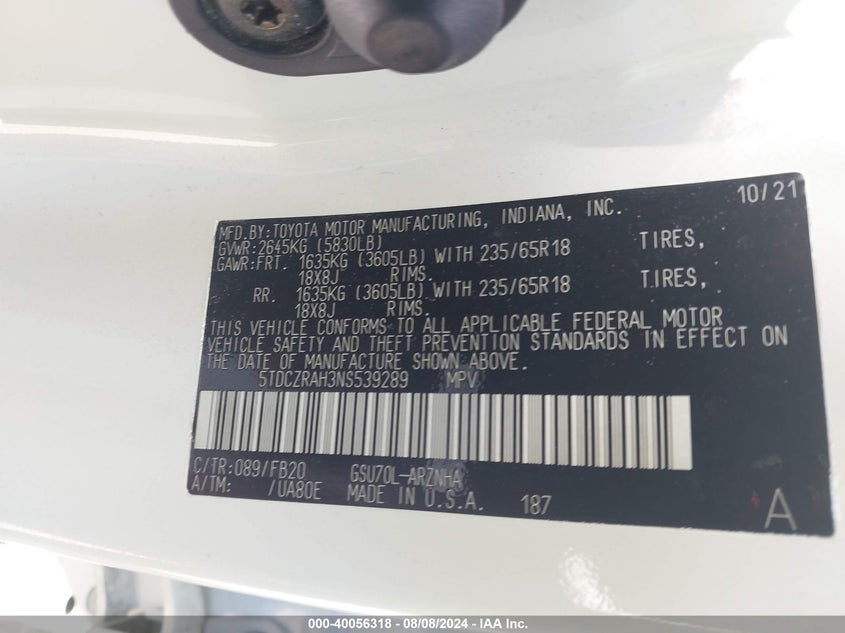 10/21
MFD.BY:TOYOTA MOTOR MANUFACTURING, INDIANA, INC.
GVWR:2645KG (5830LB)
GAWR:FRT. 1635KG (3605LB) WITH 235/65R18 TIRES,
18X8J RIMS.
RR. 1635KG (3605LB) WITH 235/65R18 TIRES,
18X8J RIMS.
THIS VEHICLE CONFORMS TO ALL APPLICABLE FEDERAL MOTOR
VEHICLE SAFETY AND THEFT PREVENTION STANDARDS IN EFFECT ON
THE DATE OF MANUFACTURE SHOWN ABOVE.
5TDCZRAH3NS539289 MPV
C/TR:089/FB20 GSU70L-ARZNHA
A/TM: /UA80E MADE IN U.S.A. 187
A
000-40056318 - 08/08/2024 - IAA Inc.